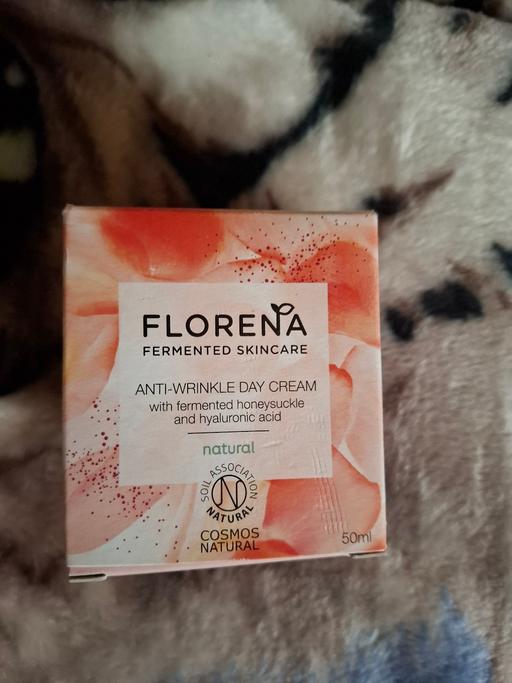 FLORENA
FERMENTED SKINCARE
ANTI-WRINKLE DAY CREAM
with fermented honeysuckle
and hyaluronic acid
natural
SOIL ASSOCIATION
NATURAL
COSMOS
NATURAL
50ml